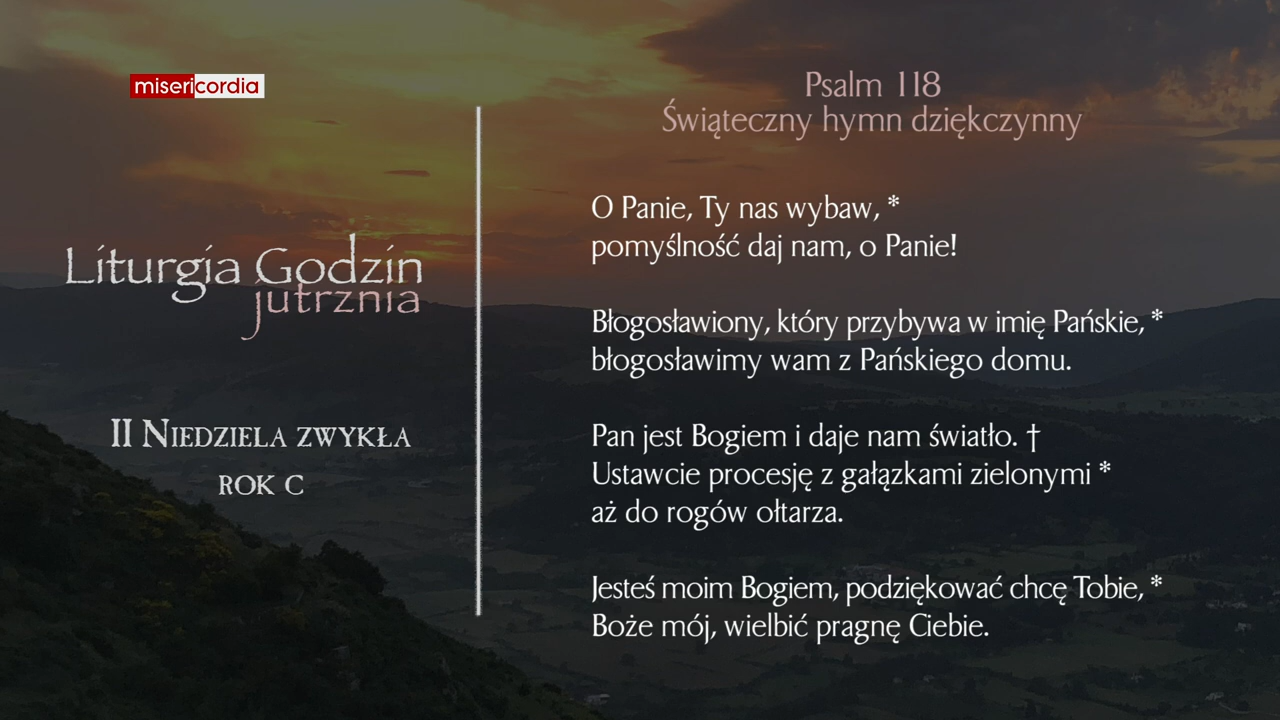 misericordia
Liturgia Godzin
jutrznia
II Niedziela zwykła
rok C
Psalm 118
Świąteczny hymn dziękczynny
O Panie, Ty nas wybaw, *
pomyślność daj nam, o Panie!
Błogosławiony, który przybywa w imię Pańskie, *
błogosławimy wam z Pańskiego domu.
Pan jest Bogiem i daje nam światło. †
Ustawcie procesję z gałązkami zielonymi *
aż do rogów ołtarza.
Jesteś moim Bogiem, podziękować chcę Tobie, *
Boże mój, wielbić pragnę Ciebie.